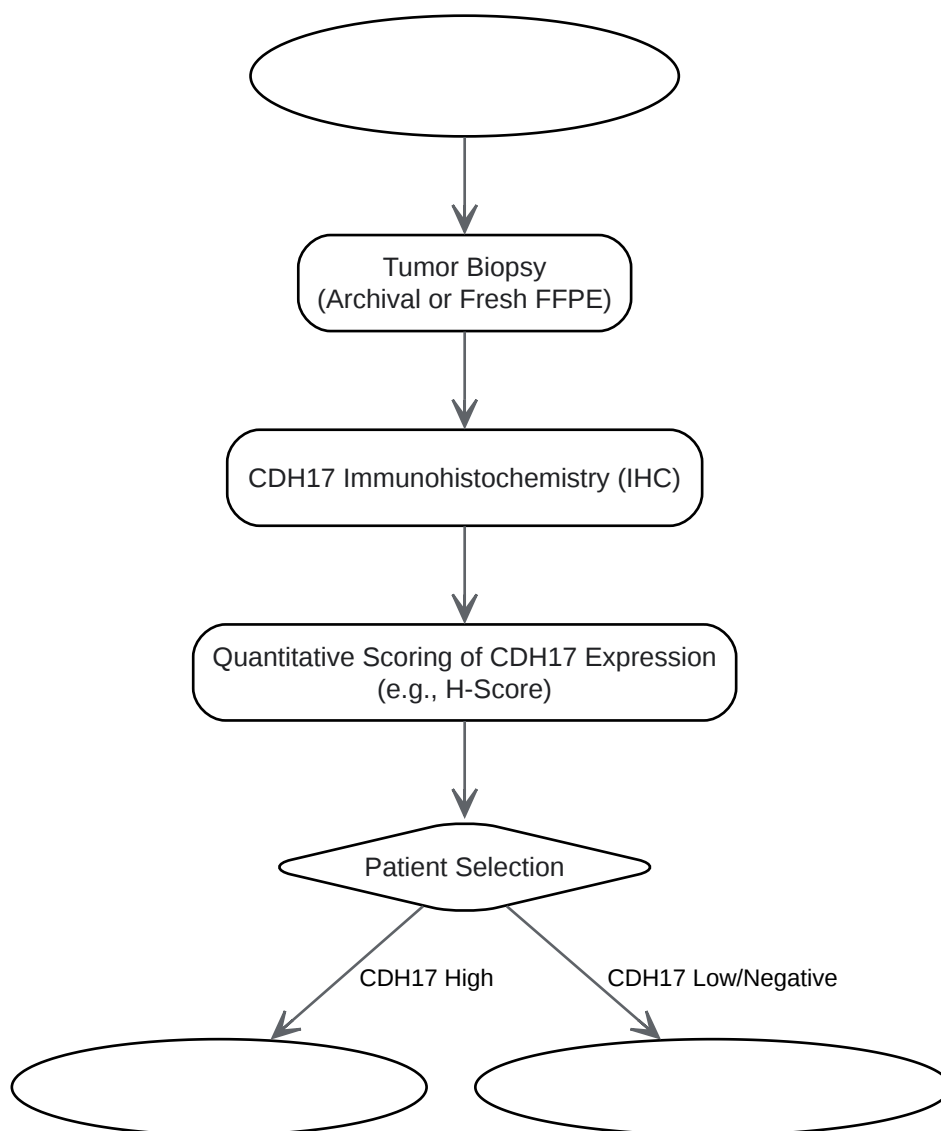 Tumor Biopsy
(Archival or Fresh FFPE)
CDH17 Immunohistochemistry (IHC)
Quantitative Scoring of CDH17 Expression
(e.g., H-Score)
Patient Selection
CDH17 High
CDH17 Low/Negative